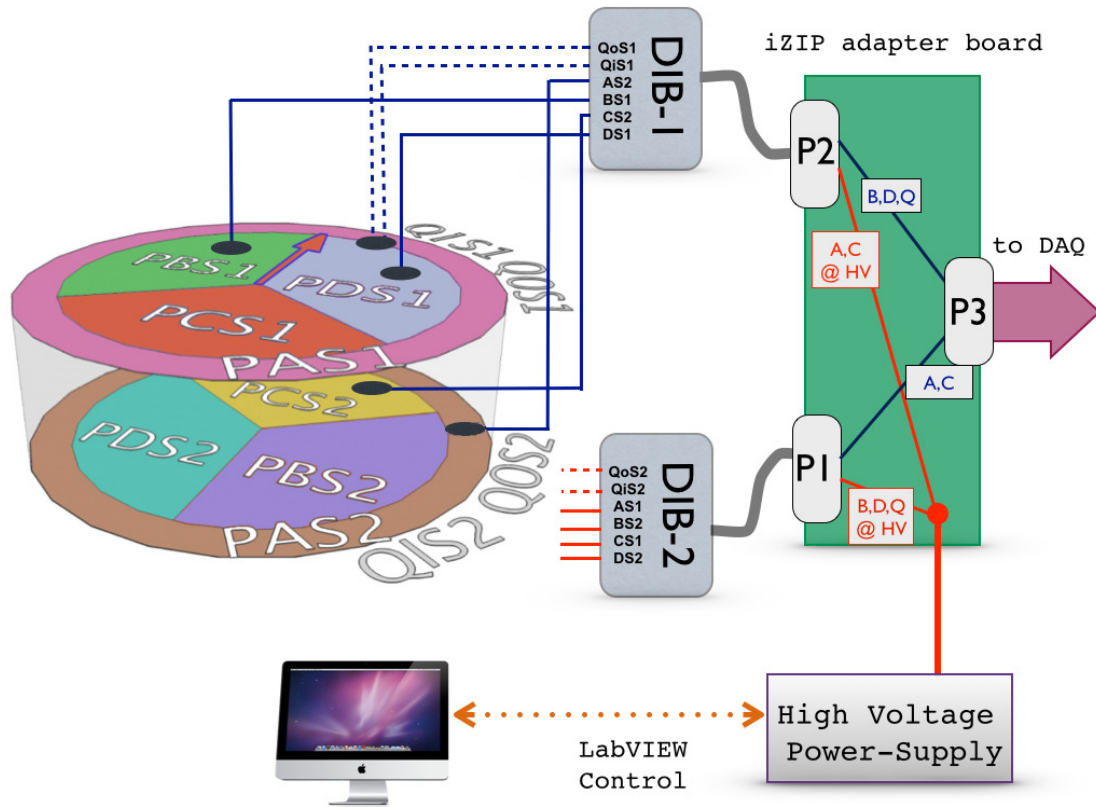 iZIP adapter board
QoS1
QiS1
AS2
BS1
CS2
DS1
DIB-1
P2
B,D,Q
A,C
@ HV
to DAQ
P3
A,C
P1
B,D,Q
@ HV
PBS1
PDS1
PCS1
PAS1
QIS1 QOS1
PCS2
PDS2
PBS2
PAS2
QIS2 QOS2
QoS2
QiS2
AS1
BS2
CS1
DS2
DIB-2
LabVIEW
Control
High Voltage
Power-Supply